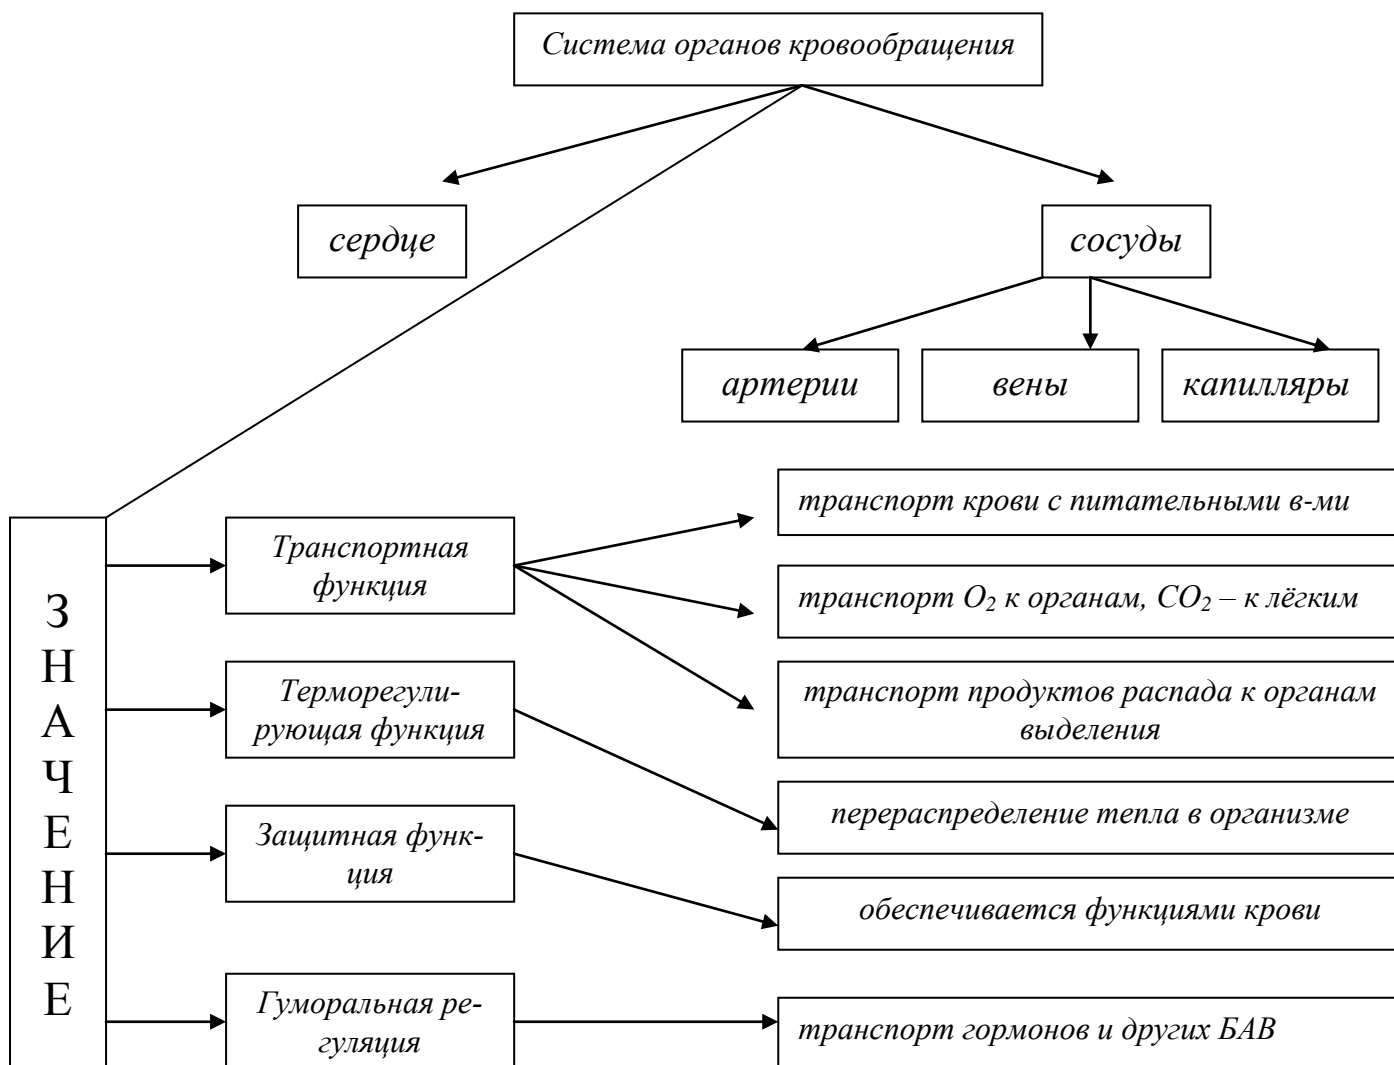 Система органов кровообращения
сердце
сосуды
артерии
вены
капилляры
ЗНАЧЕНИЕ
Транспортная
функция
транспорт крови с питательными в-ми
транспорт O₂ к органам, CO₂ – к лёгким
транспорт продуктов распада к органам
выделения
Терморегули-
рующая функция
перераспределение тепла в организме
Защитная функ-
ция
обеспечивается функциями крови
Гуморальная ре-
гуляция
транспорт гормонов и других БАВ